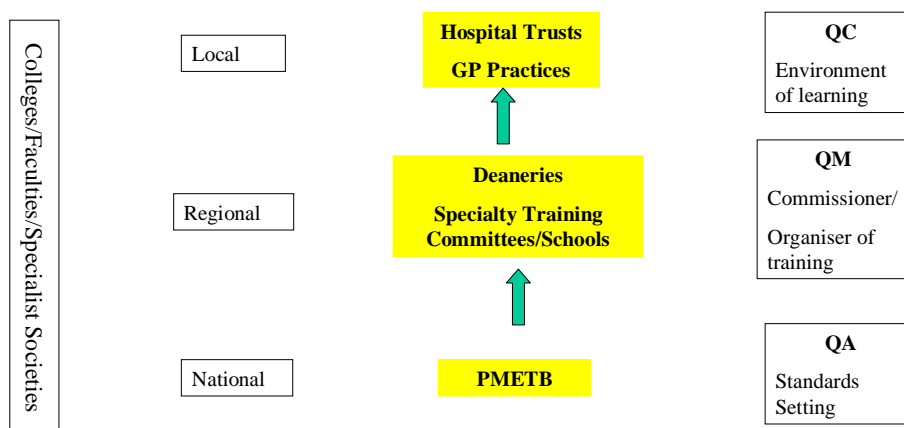 Colleges/Faculties/Specialist Societies
Local
Hospital Trusts
GP Practices
QC
Environment
of learning
Regional
Deaneries
Specialty Training
Committees/Schools
QM
Commissioner/
Organiser of
training
National
PMETB
QA
Standards
Setting